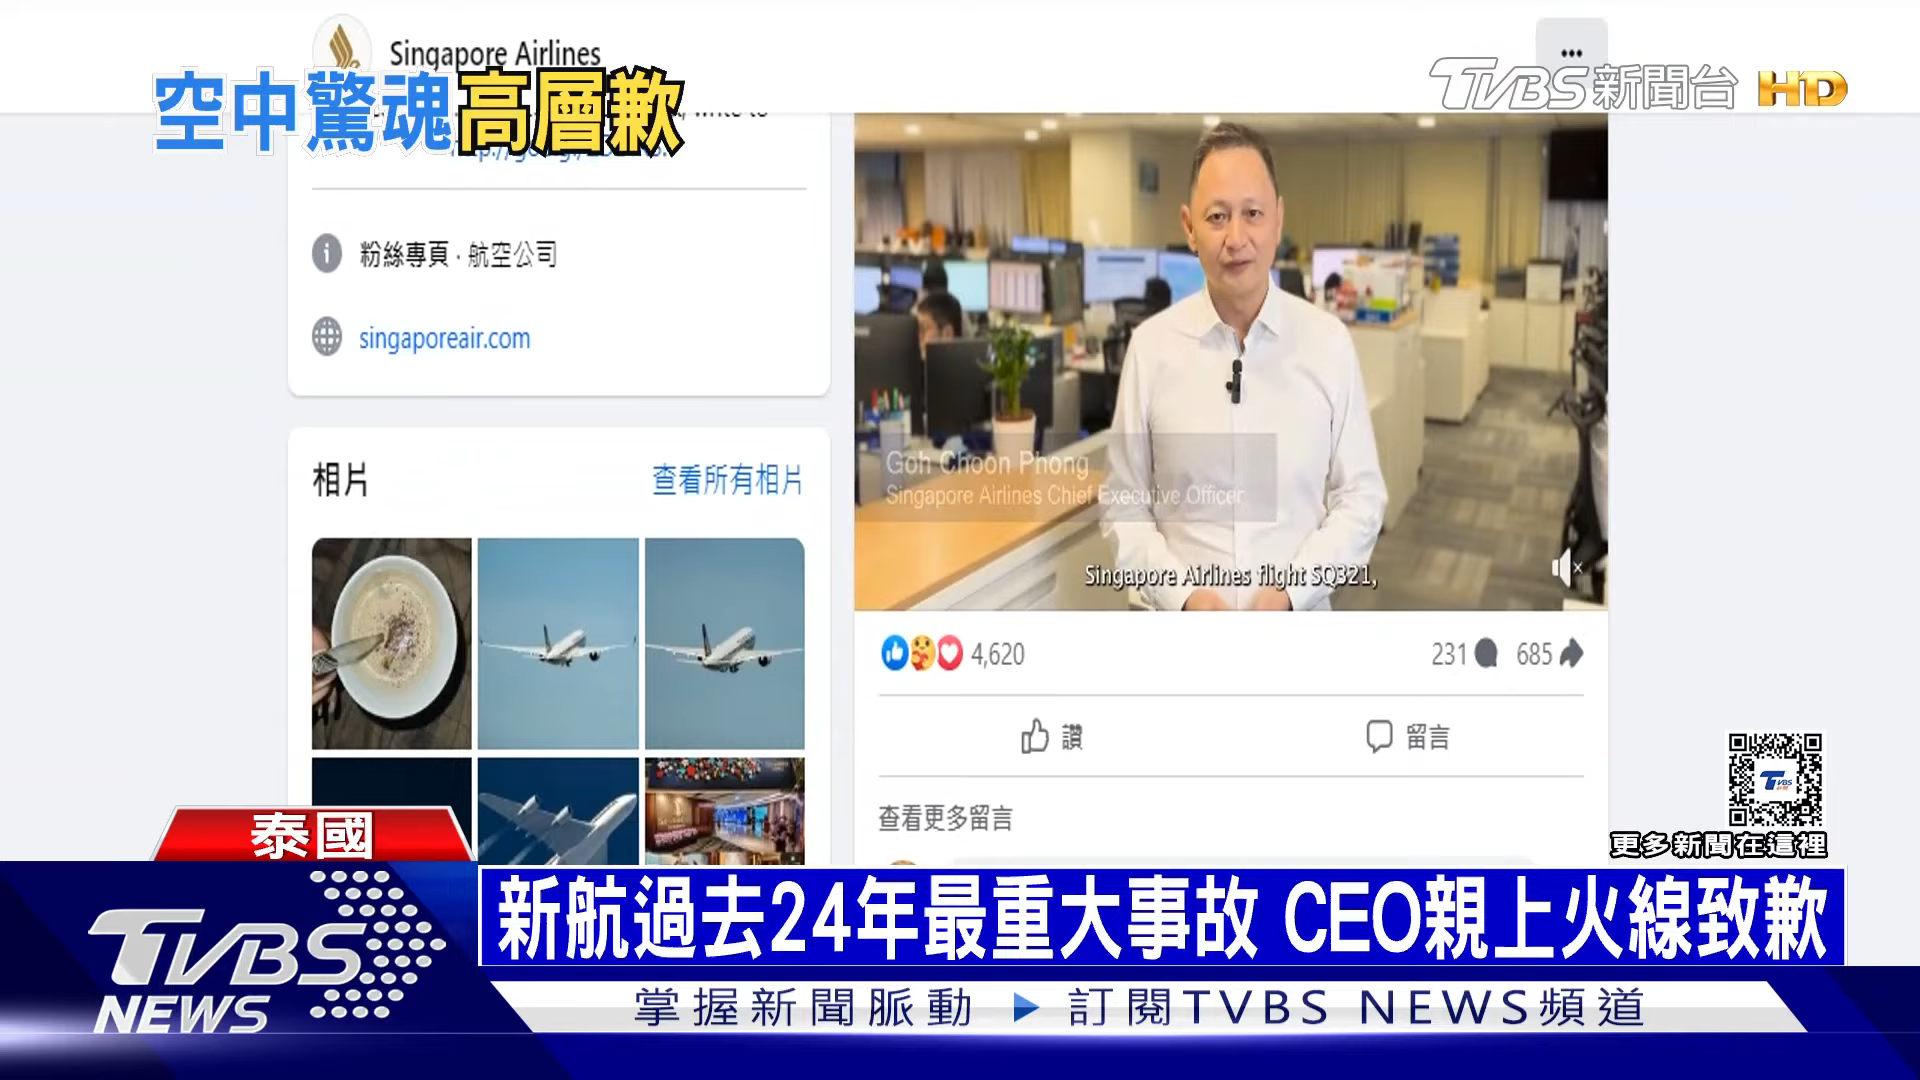 Singapore Airlines
空中驚魂高層歉
TVBS新聞台 HD
write to
粉絲專頁 · 航空公司
singaporeair.com
相片
查看所有相片
Goh Choon Phong
Singapore Airlines Chief Executive Officer
Singapore Airlines flight SQ321,
4,620
231
685
讚
留言
查看更多留言
TVBS
更多新聞在這裡
泰國
新航過去24年最重大事故 CEO親上火線致歉
TVBS
NEWS
掌握新聞脈動 ▶ 訂閱TVBS NEWS頻道